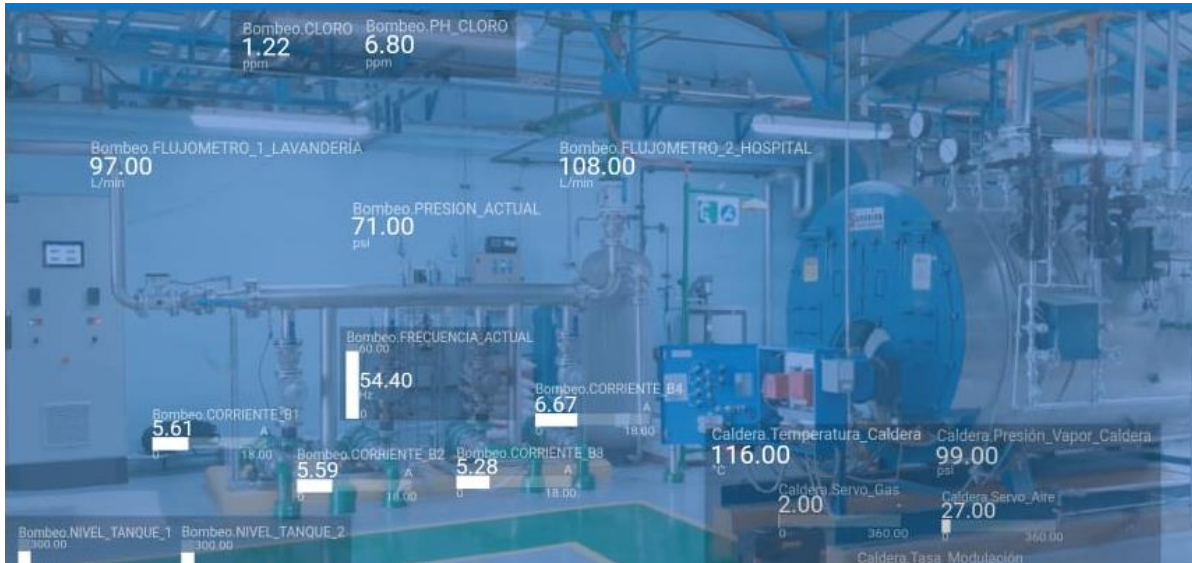 Bombeo.CLORO
1.22
ppm
Bombeo.PH_CLORO
6.80
ppm
Bombeo.FLUJOMETRO_1_LAVANDERÍA
97.00
L/min
Bombeo.FLUJOMETRO_2_HOSPITAL
108.00
L/min
Bombeo.PRESION_ACTUAL
71.00
psi
Bombeo.FRECUENCIA_ACTUAL
60.00
54.40
Hz
0
Bombeo.CORRIENTE_B4
6.67
A
0
18.00
Bombeo.CORRIENTE_B1
5.61
A
0
18.00
Bombeo.CORRIENTE_B2
5.59
A
0
18.00
Bombeo.CORRIENTE_B3
5.28
A
0
18.00
Caldera.Temperatura_Caldera
116.00
°C
Caldera.Presión_Vapor_Caldera
99.00
psi
Caldera.Servo_Gas
2.00
0
360.00
Caldera.Servo_Aire
27.00
0
360.00
Caldera.Tasa_Modulación
Bombeo.NIVEL_TANQUE_1
300.00
Bombeo.NIVEL_TANQUE_2
300.00